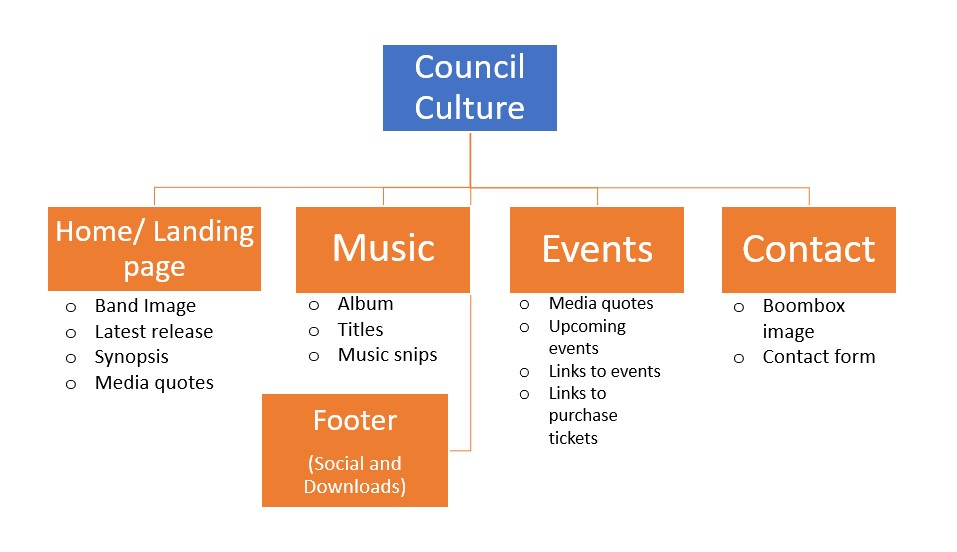 Council
Culture
Home/ Landing
page
o Band Image
o Latest release
o Synopsis
o Media quotes
Music
o Album
o Titles
o Music snips
Events
o Media quotes
o Upcoming
events
o Links to events
o Links to
purchase
tickets
Contact
o Boombox
image
o Contact form
Footer
(Social and
Downloads)